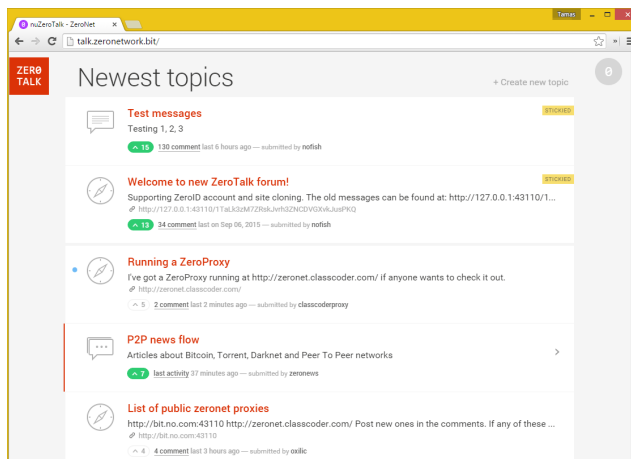 Tamas
nuZeroTalk - ZeroNet
talk.zeronetwork.bit/
ZER0
TALK
Newest topics
+ Create new topic
0
Test messages
STICKIED
Testing 1, 2, 3
15 130 comment last 6 hours ago — submitted by nofish
Welcome to new ZeroTalk forum!
STICKIED
Supporting ZeroID account and site cloning. The old messages can be found at: http://127.0.0.1:43110/1...
http://127.0.0.1:43110/1TaLk3zM7ZRskJvrh3ZNCDVGXvkJusPKQ
13 34 comment last on Sep 06, 2015 — submitted by nofish
Running a ZeroProxy
I've got a ZeroProxy running at http://zeronet.classcoder.com/ if anyone wants to check it out.
http://zeronet.classcoder.com/
5 2 comment last 2 minutes ago — submitted by classcoderproxy
P2P news flow
Articles about Bitcoin, Torrent, Darknet and Peer To Peer networks
7 last activity 37 minutes ago — submitted by zeronews
List of public zeronet proxies
http://bit.no.com:43110 http://zeronet.classcoder.com/ Post new ones in the comments. If any of these ...
http://bit.no.com:43110
4 4 comment last 3 hours ago — submitted by oxilic